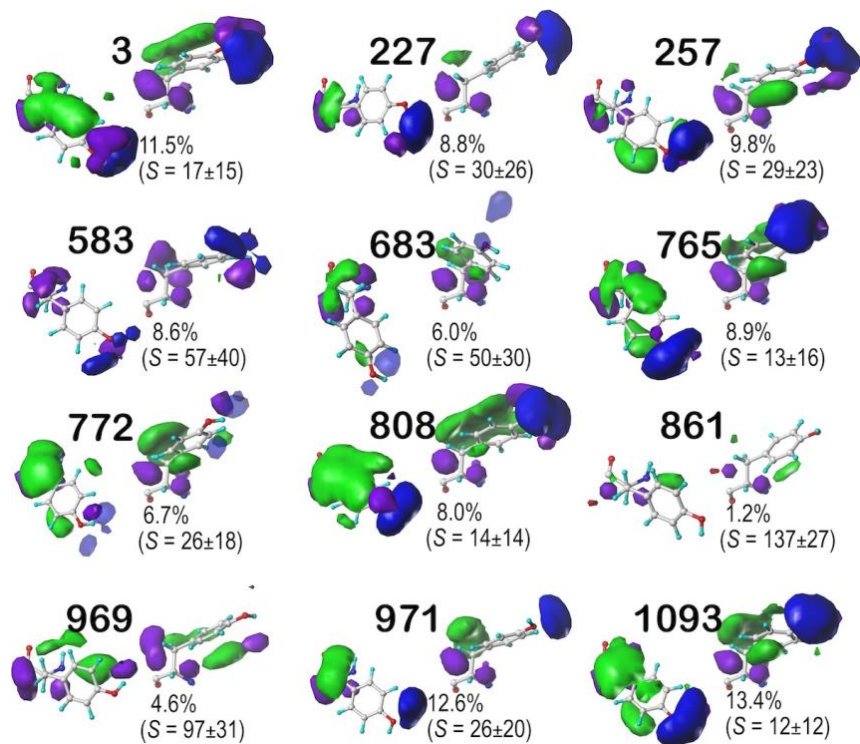 3
11.5%
(S = 17±15)
227
8.8%
(S = 30±26)
257
9.8%
(S = 29±23)
583
8.6%
(S = 57±40)
683
6.0%
(S = 50±30)
765
8.9%
(S = 13±16)
772
6.7%
(S = 26±18)
808
8.0%
(S = 14±14)
861
1.2%
(S = 137±27)
969
4.6%
(S = 97±31)
971
12.6%
(S = 26±20)
1093
13.4%
(S = 12±12)